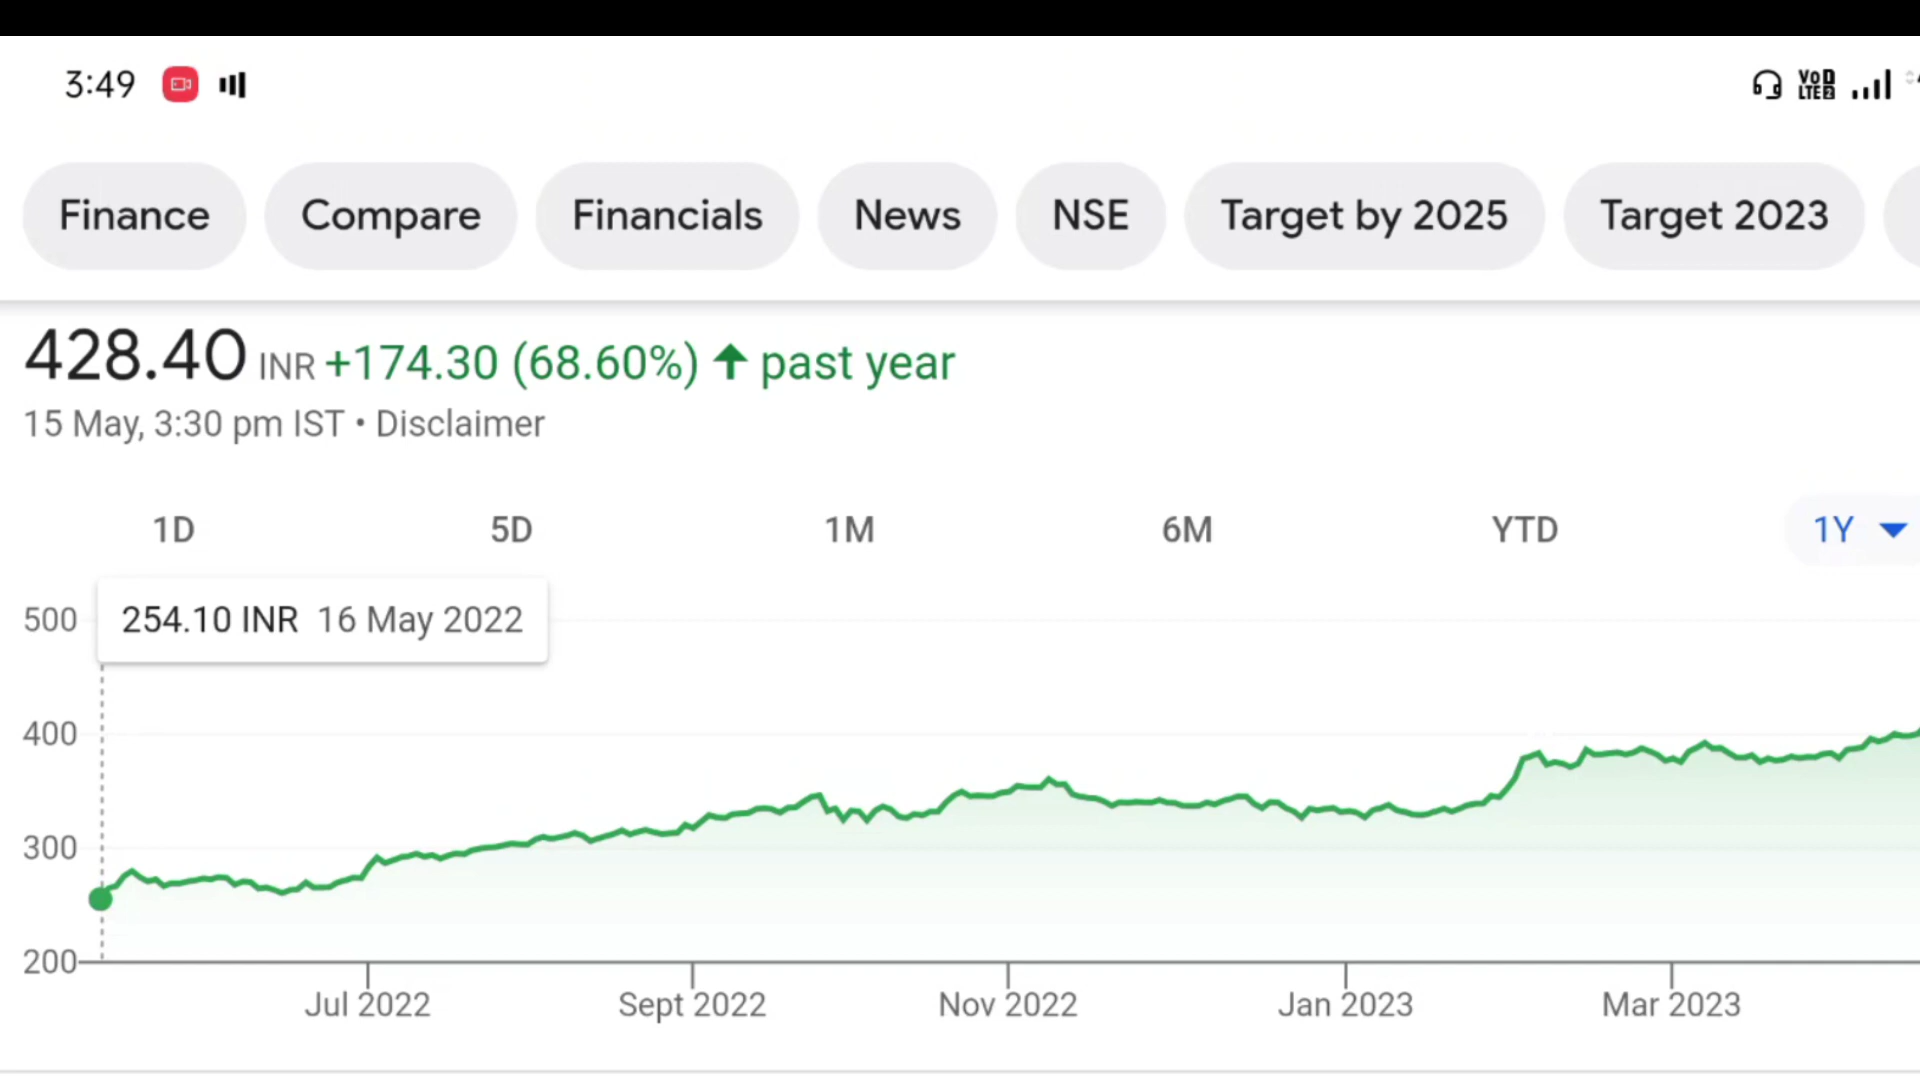 3:49 VoD LTE2
Finance Compare Financials News NSE Target by 2025 Target 2023
428.40 INR +174.30 (68.60%) ↑ past year
15 May, 3:30 pm IST • Disclaimer
1D 5D 1M 6M YTD 1Y
254.10 INR 16 May 2022
500
400
300
200
Jul 2022 Sept 2022 Nov 2022 Jan 2023 Mar 2023